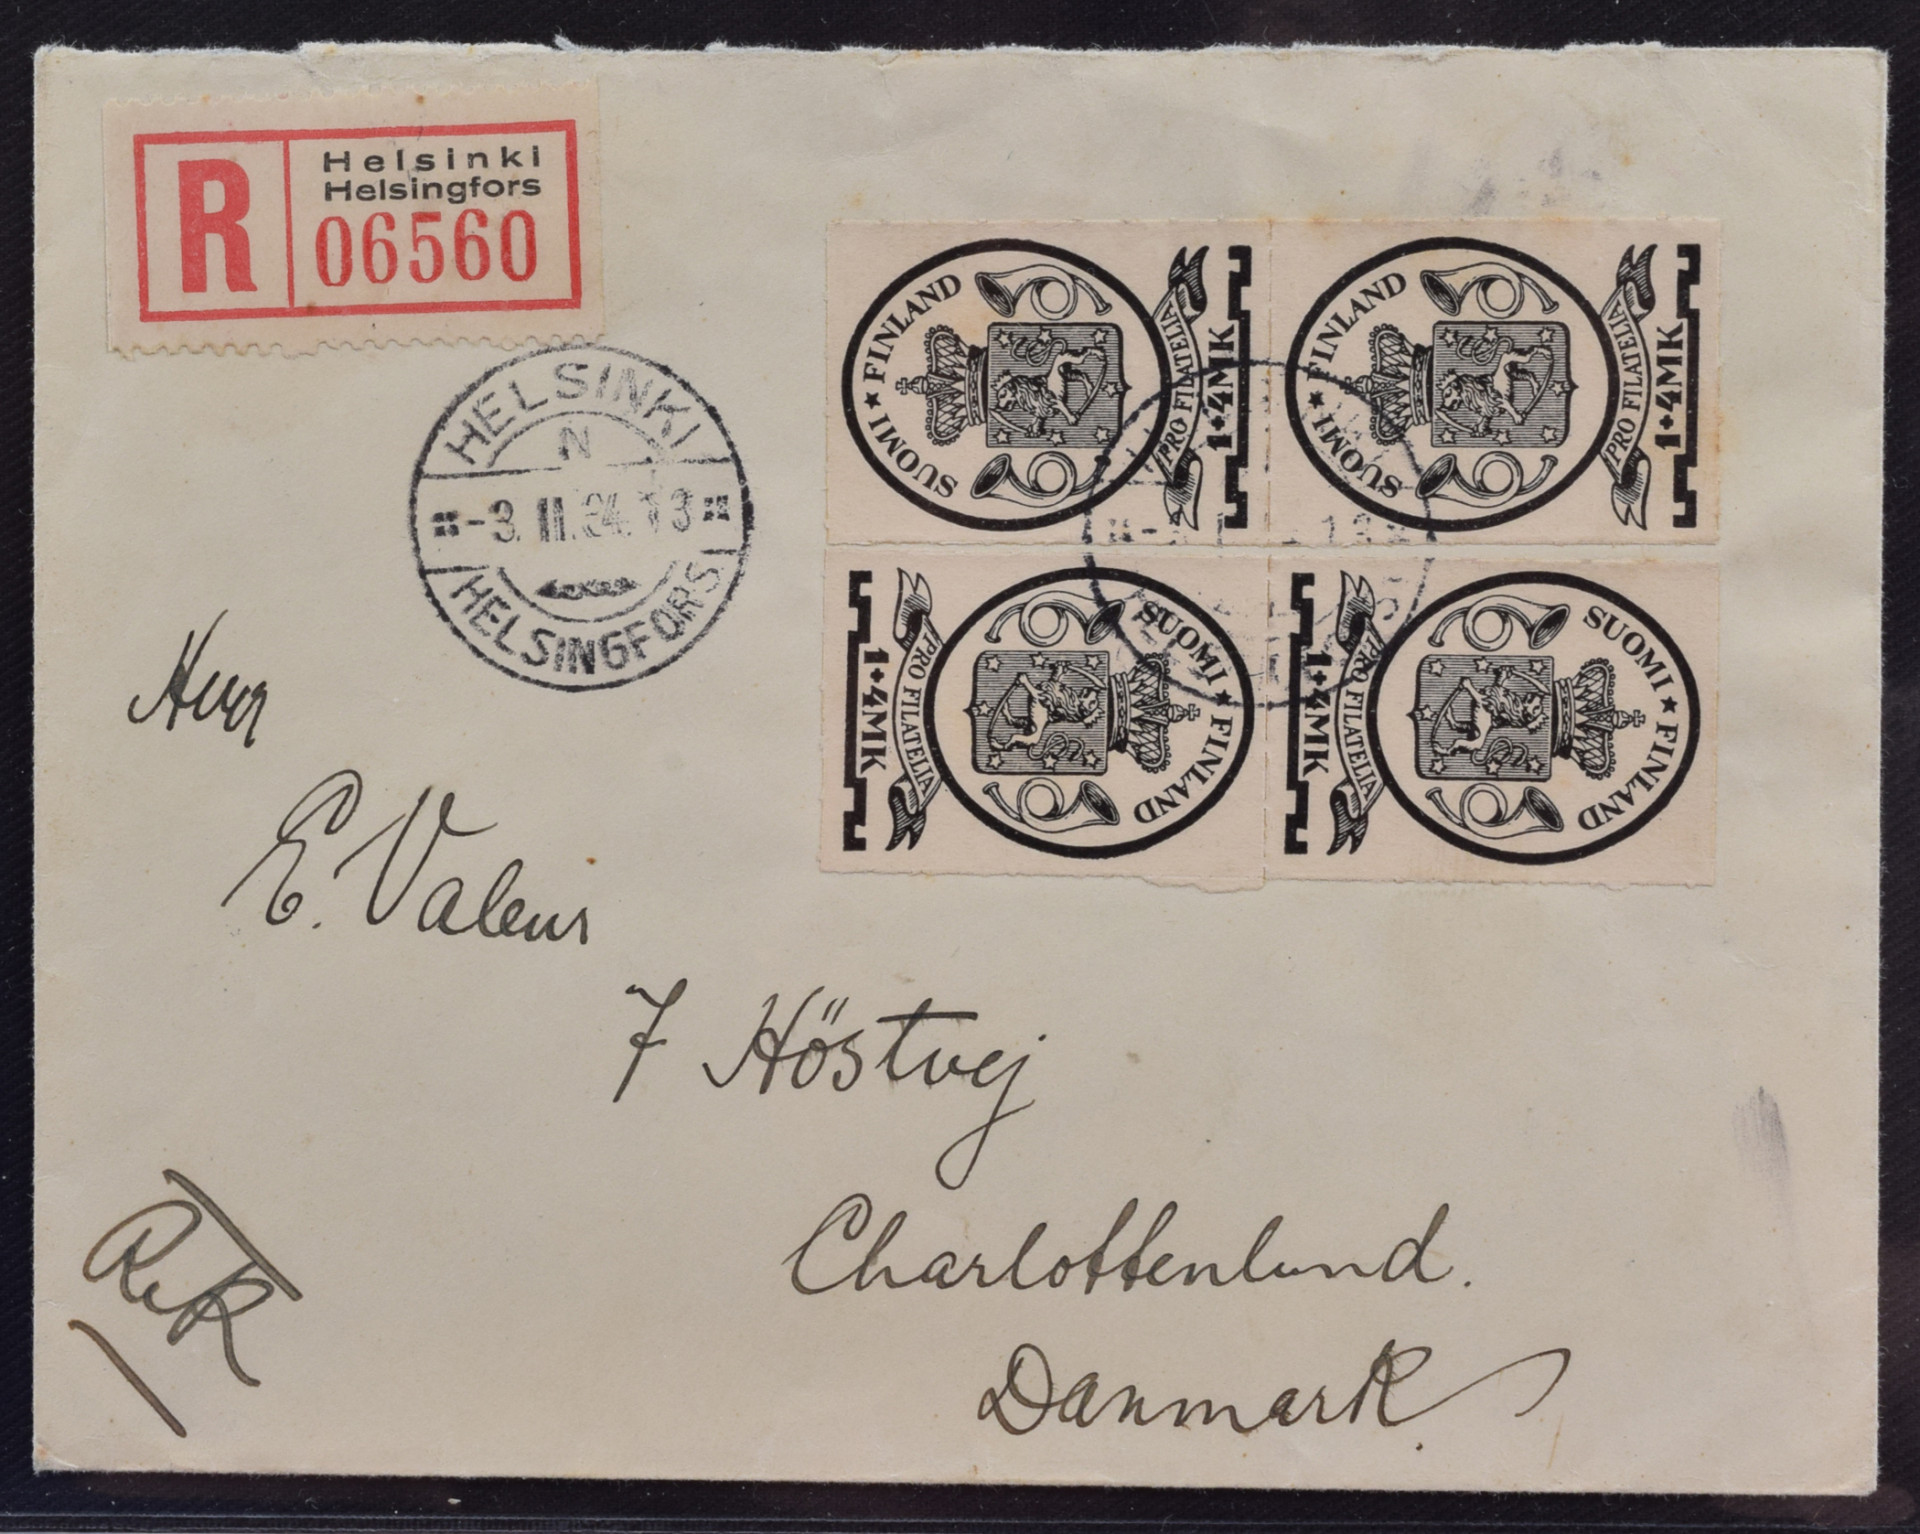 R
Helsinki
Helsingfors
06560
HELSINKI
N
-3. II. 34. 13
HELSINGFORS
SUOMI ★ FINLAND
PRO FILATELIA
1+4MK
SUOMI ★ FINLAND
PRO FILATELIA
1+4MK
SUOMI ★ FINLAND
PRO FILATELIA
1+4MK
SUOMI ★ FINLAND
PRO FILATELIA
1+4MK
Herr
E. Valeur
7 Höstvej
Charlottenlund.
Danmark
Rek